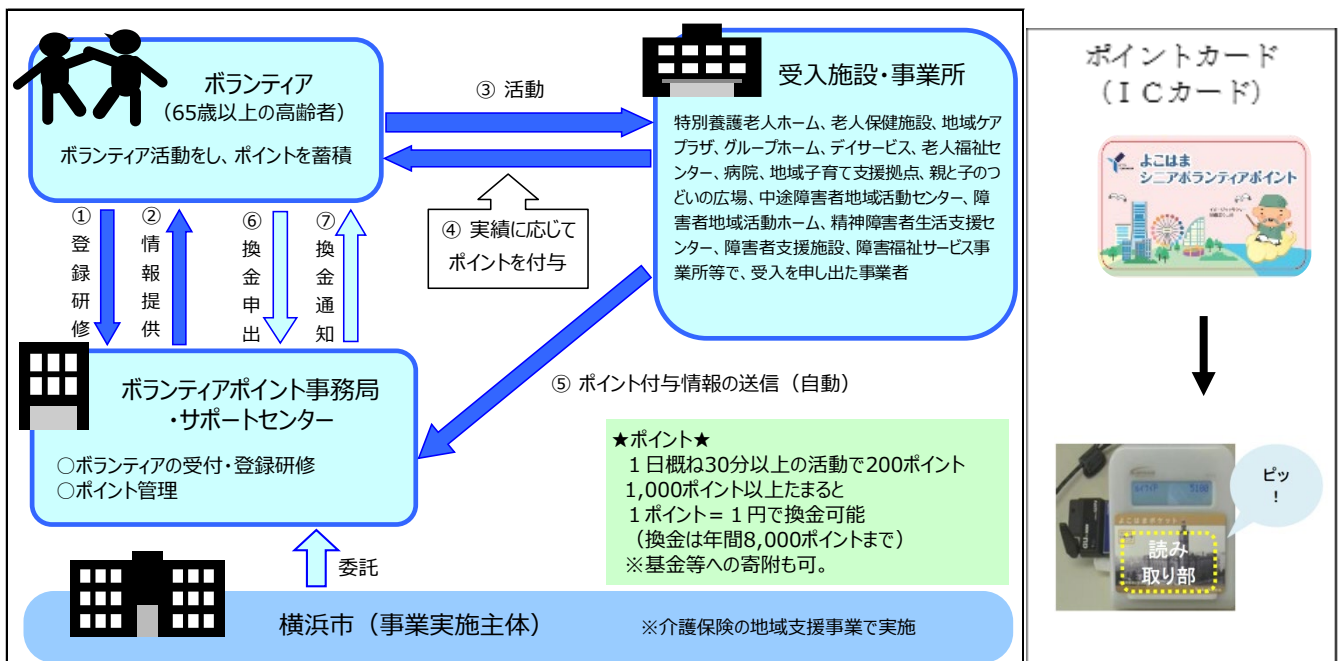 ボランティア
（65歳以上の高齢者）
ボランティア活動をし、ポイントを蓄積
③ 活動
④ 実績に応じて
ポイントを付与
受入施設・事業所
特別養護老人ホーム、老人保健施設、地域ケア
プラザ、グループホーム、デイサービス、老人福祉セ
ンター、病院、地域子育て支援拠点、親と子のつ
どいの広場、中途障害者地域活動センター、障
害者地域活動ホーム、精神障害者生活支援セ
ンター、障害者支援施設、障害福祉サービス事
業所等で、受入を申し出た事業者
①登録研修
②情報提供
⑥換金申出
⑦換金通知
⑤ ポイント付与情報の送信（自動）
ボランティアポイント事務局
・サポートセンター
○ボランティアの受付・登録研修
○ポイント管理
★ポイント★
１日概ね30分以上の活動で200ポイント
1,000ポイント以上たまると
１ポイント＝１円で換金可能
（換金は年間8,000ポイントまで）
※基金等への寄附も可。
委託
横浜市（事業実施主体）
※介護保険の地域支援事業で実施
ポイントカード
（ＩＣカード）
よこはま
シニアボランティアポイント
ピッ
！
よこはまポケット
読み
取り部